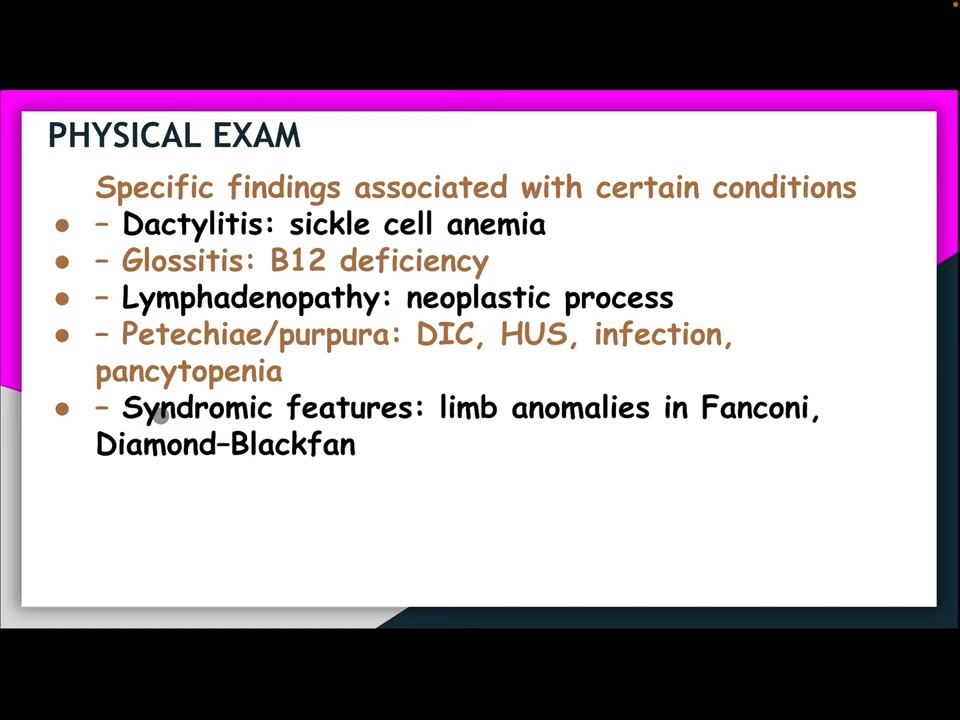 PHYSICAL EXAM
Specific findings associated with certain conditions
● – Dactylitis: sickle cell anemia
● – Glossitis: B12 deficiency
● – Lymphadenopathy: neoplastic process
● – Petechiae/purpura: DIC, HUS, infection,
pancytopenia
● – Syndromic features: limb anomalies in Fanconi,
Diamond–Blackfan